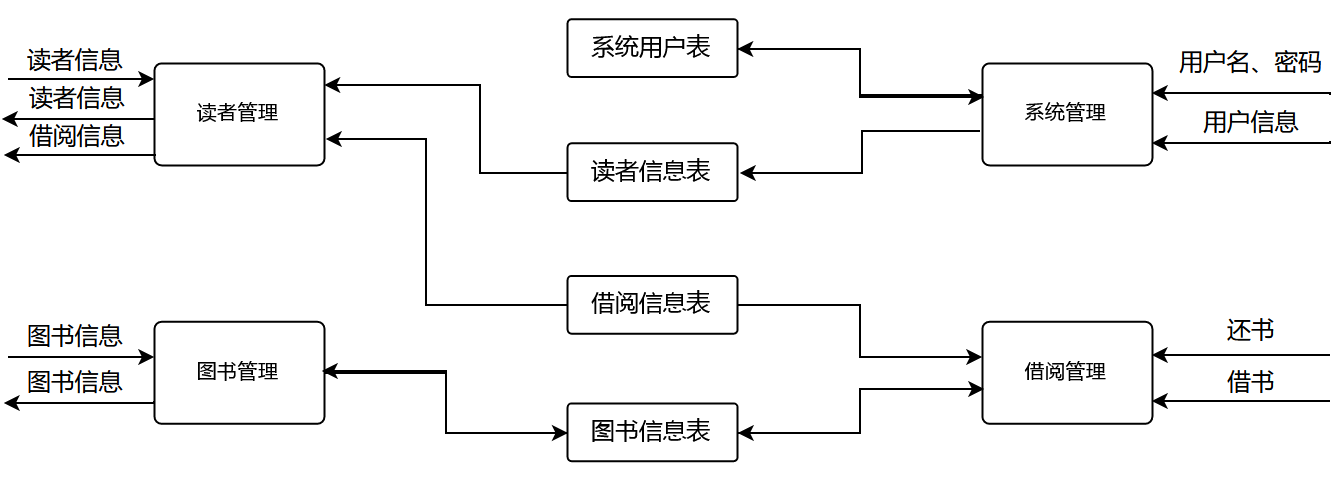 系统用户表
读者信息
用户名、密码
读者信息
读者管理
系统管理
借阅信息
用户信息
读者信息表
借阅信息表
图书信息
还书
图书管理
借阅管理
图书信息
借书
图书信息表